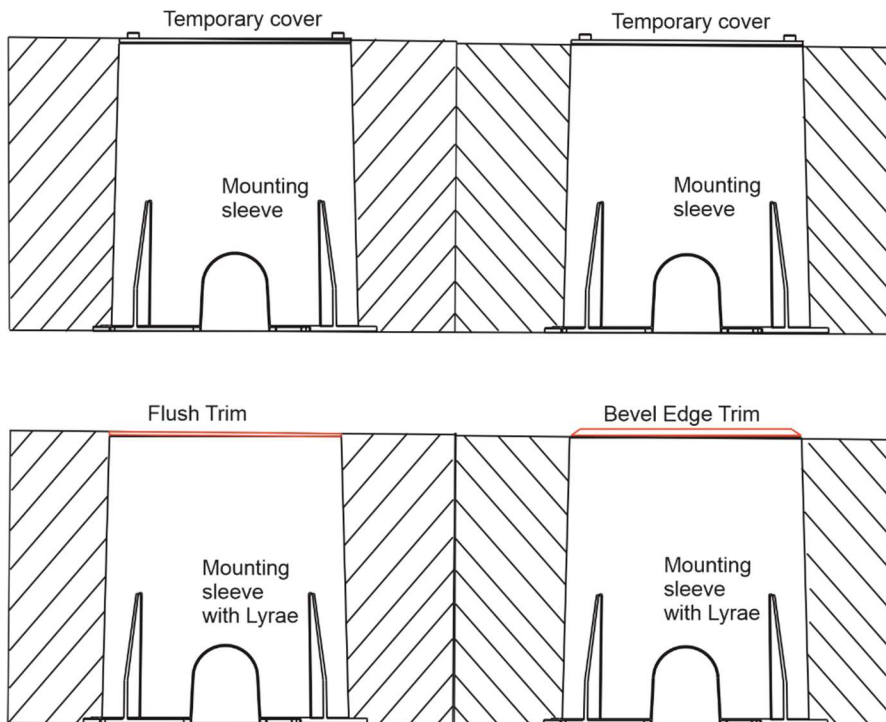 Temporary cover
Temporary cover
Mounting
sleeve
Mounting
sleeve
Flush Trim
Bevel Edge Trim
Mounting
sleeve
with Lyrae
Mounting
sleeve
with Lyrae